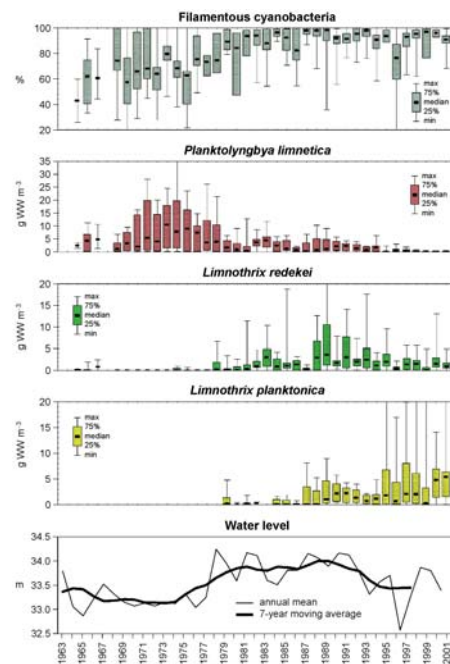 Filamentous cyanobacteria
100
80
%
60
40
20
max
75%
median
25%
min
Planktolyngbya limnetica
35
30
25
20
15
10
5
0
g WW m-3
max
75%
median
25%
min
Limnothrix redekei
20
15
10
5
0
g WW m-3
max
75%
median
25%
min
Limnothrix planktonica
20
15
10
5
0
g WW m-3
max
75%
median
25%
min
Water level
34.5
34.0
m
33.5
33.0
32.5
annual mean
7-year moving average
1963
1965
1967
1969
1971
1973
1975
1977
1979
1981
1983
1985
1987
1989
1991
1993
1995
1997
1999
2001